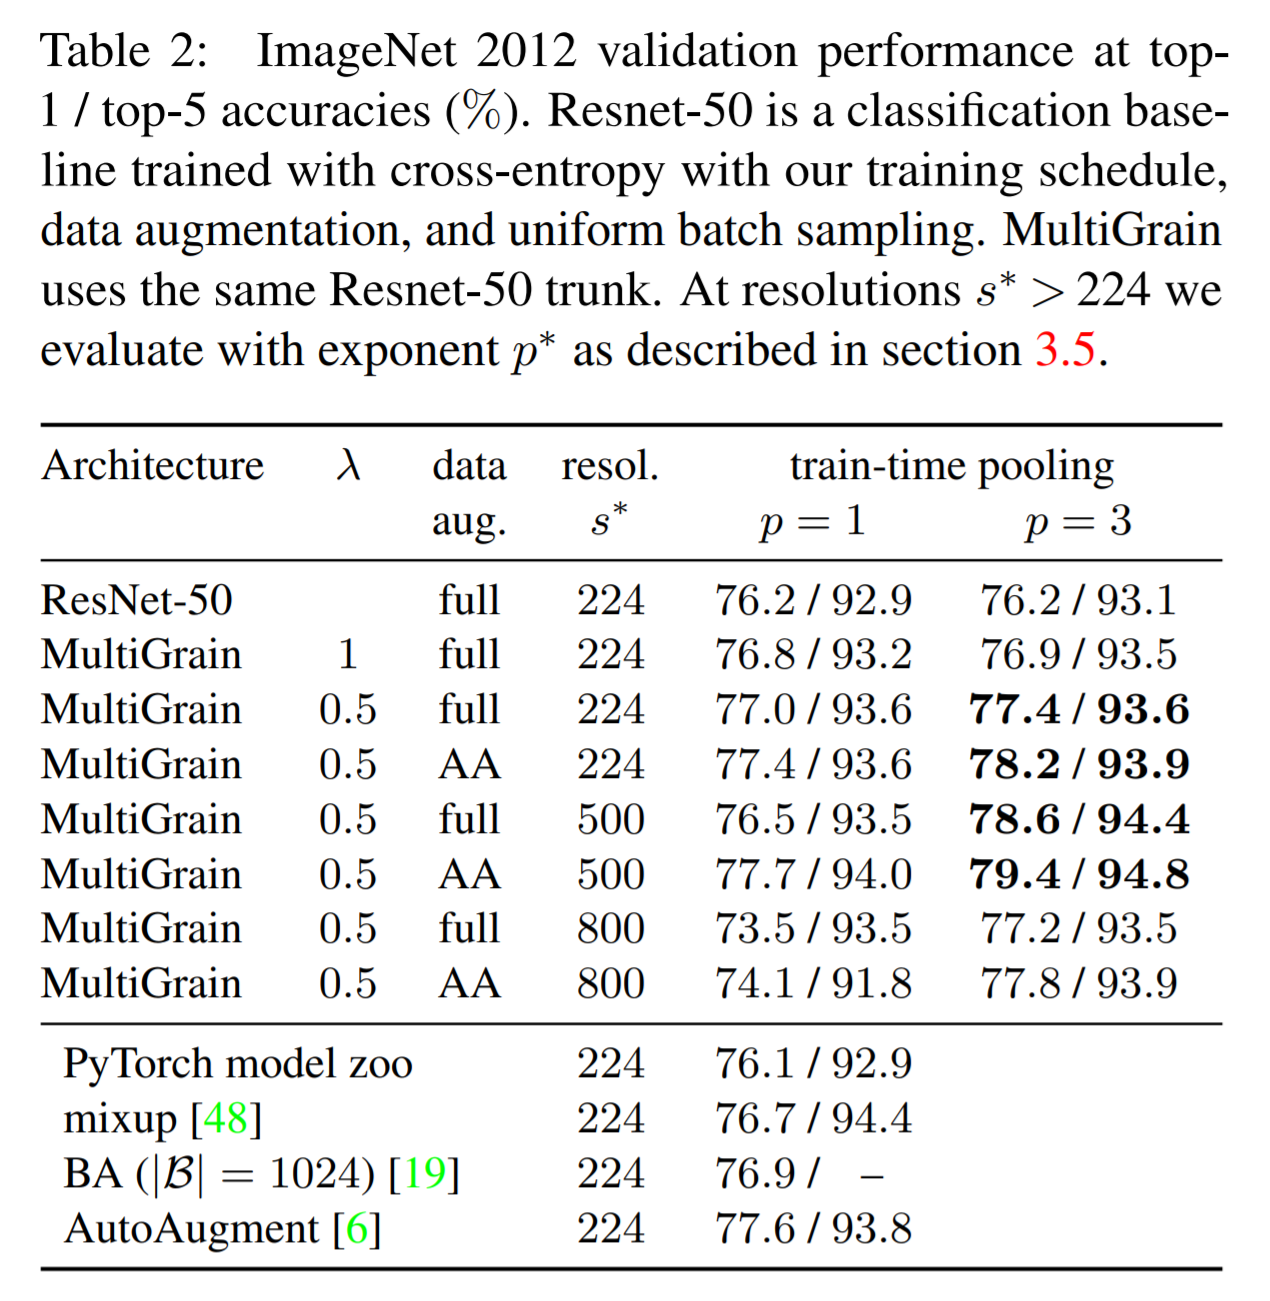 Table 2: ImageNet 2012 validation performance at top-
1 / top-5 accuracies (%). Resnet-50 is a classification base-
line trained with cross-entropy with our training schedule,
data augmentation, and uniform batch sampling. MultiGrain
uses the same Resnet-50 trunk. At resolutions s* > 224 we
evaluate with exponent p* as described in section 3.5.
Architecture λ data resol. train-time pooling
aug. s* p = 1 p = 3
ResNet-50 full 224 76.2 / 92.9 76.2 / 93.1
MultiGrain 1 full 224 76.8 / 93.2 76.9 / 93.5
MultiGrain 0.5 full 224 77.0 / 93.6 77.4 / 93.6
MultiGrain 0.5 AA 224 77.4 / 93.6 78.2 / 93.9
MultiGrain 0.5 full 500 76.5 / 93.5 78.6 / 94.4
MultiGrain 0.5 AA 500 77.7 / 94.0 79.4 / 94.8
MultiGrain 0.5 full 800 73.5 / 93.5 77.2 / 93.5
MultiGrain 0.5 AA 800 74.1 / 91.8 77.8 / 93.9
PyTorch model zoo 224 76.1 / 92.9
mixup [48] 224 76.7 / 94.4
BA (|ℬ| = 1024) [19] 224 76.9 / –
AutoAugment [6] 224 77.6 / 93.8